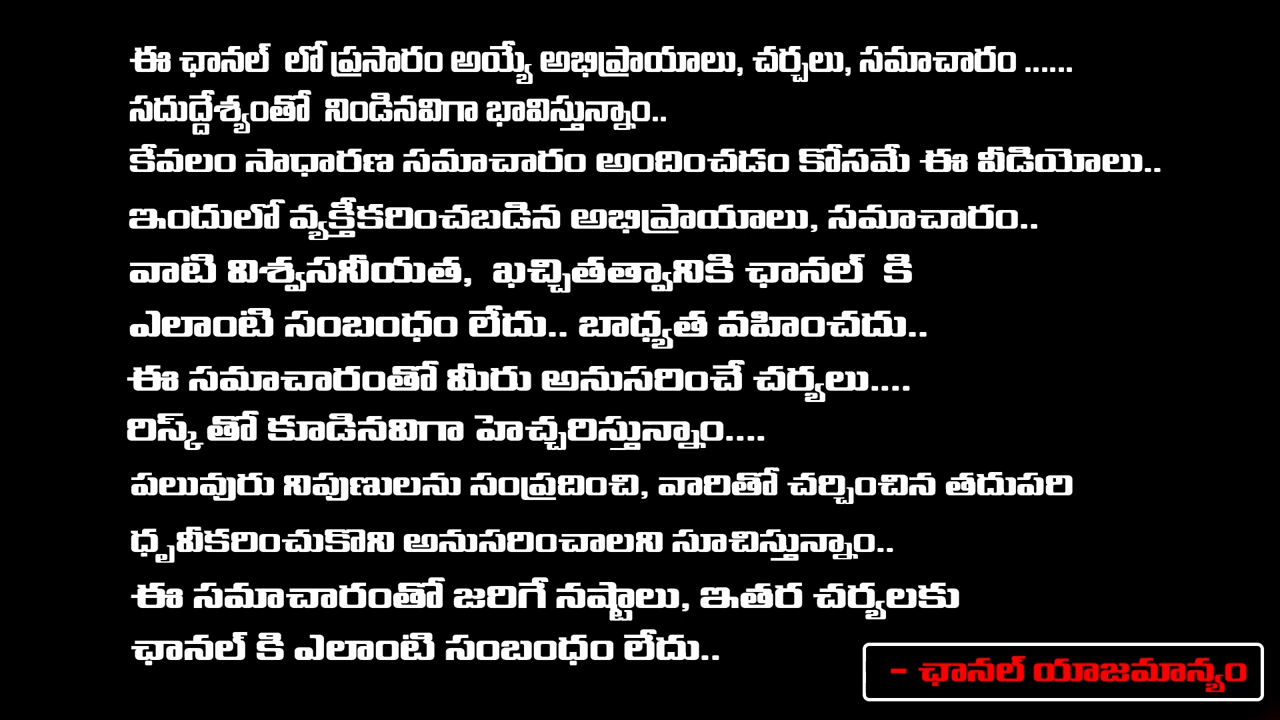 ఈ ఛానల్ లో ప్రసారం అయ్యే అభిప్రాయాలు, చర్చలు, సమాచారం ......
సదుద్దేశ్యంతో నిండినవిగా భావిస్తున్నాం..
కేవలం సాధారణ సమాచారం అందించడం కోసమే ఈ వీడియోలు..
ఇందులో వ్యక్తీకరించబడిన అభిప్రాయాలు, సమాచారం..
వాటి విశ్వసనీయత, ఖచ్చితత్వానికి ఛానల్ కి
ఎలాంటి సంబంధం లేదు.. బాధ్యత వహించదు..
ఈ సమాచారంతో మీరు అనుసరించే చర్యలు....
రిస్క్ తో కూడినవిగా హెచ్చరిస్తున్నాం....
పలువురు నిపుణులను సంప్రదించి, వారితో చర్చించిన తదుపరి
ధృవీకరించుకొని అనుసరించాలని సూచిస్తున్నాం..
ఈ సమాచారంతో జరిగే నష్టాలు, ఇతర చర్యలకు
ఛానల్ కి ఎలాంటి సంబంధం లేదు..
- ఛానల్ యాజమాన్యం